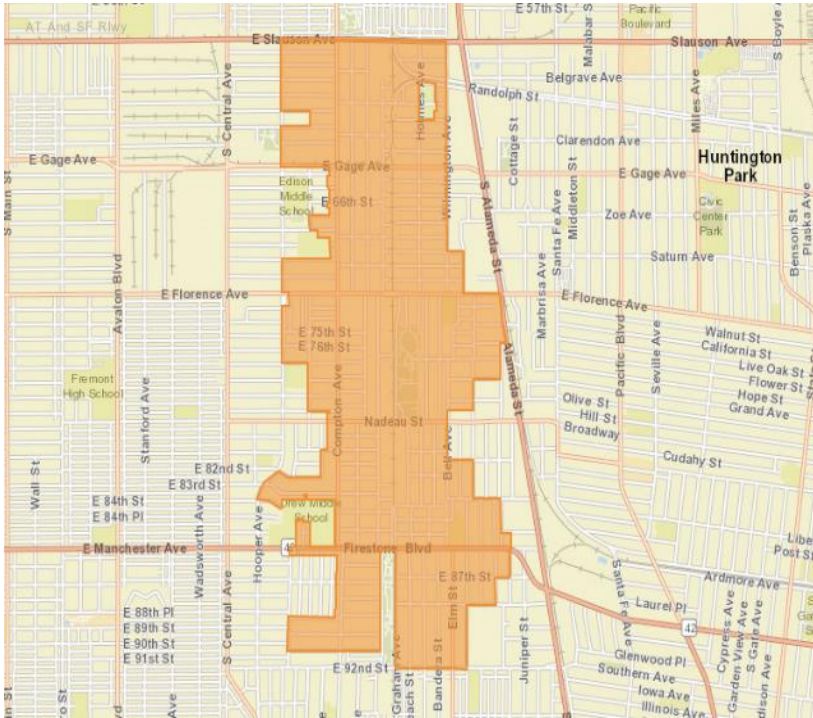 E 57th St
Pacific
Boulevard
Malabar St
S Boyle A
AT And SF Rlwy
E Slauson Ave
Slauson Ave
S Central Ave
Holmes Ave
Belgrave Ave
Randolph St
Miles Ave
Cottage St
Clarendon Ave
Wilmington Ave
Huntington
Park
E Gage Ave
E Gage Ave
E Gage Ave
S Main St
Edison
Middle
School
E 66th St
S Alameda St
Santa Fe Ave
Middleton St
Zoe Ave
Civic
Center
Park
Benson St
Plaska Ave
Saturn Ave
Avalon Blvd
Marbrisa Ave
E Florence Ave
E Florence Ave
E 75th St
E 76th St
Walnut St
California St
Live Oak St
Flower St
Hope St
Grand Ave
Pacific Blvd
Seville Ave
State St
Fremont
High School
Stanford Ave
Compton Ave
Alameda St
Nadeau St
Olive St
Hill St
Broadway
Bell Ave
Cudahy St
Wall St
E 82nd St
E 83rd St
E 84th St
E 84th Pl
Wadsworth Ave
Hooper Ave
Drew Middle
School
E Manchester Ave
Firestone Blvd
Post St
E 87th St
Ardmore Ave
Santa Fe Ave
Laurel Pl
42
E 88th Pl
E 89th St
E 90th St
E 91st St
S Central Ave
Elm St
Juniper St
Cypress Ave
Garden View Ave
S Gate Ave
E 92nd St
Graham Ave
Bandera St
Glenwood Pl
Southern Ave
Iowa Ave
Illinois Ave